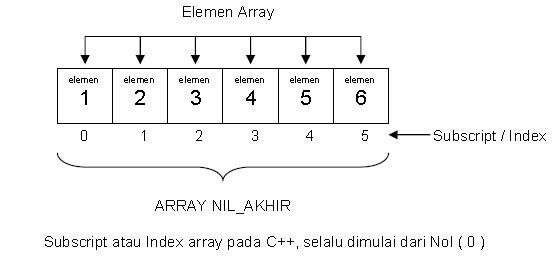 Elemen Array
elemen elemen elemen elemen elemen elemen
1 2 3 4 5 6
0 1 2 3 4 5 Subscript / Index
ARRAY NIL_AKHIR
Subscript atau Index array pada C++, selalu dimulai dari Nol ( 0 )